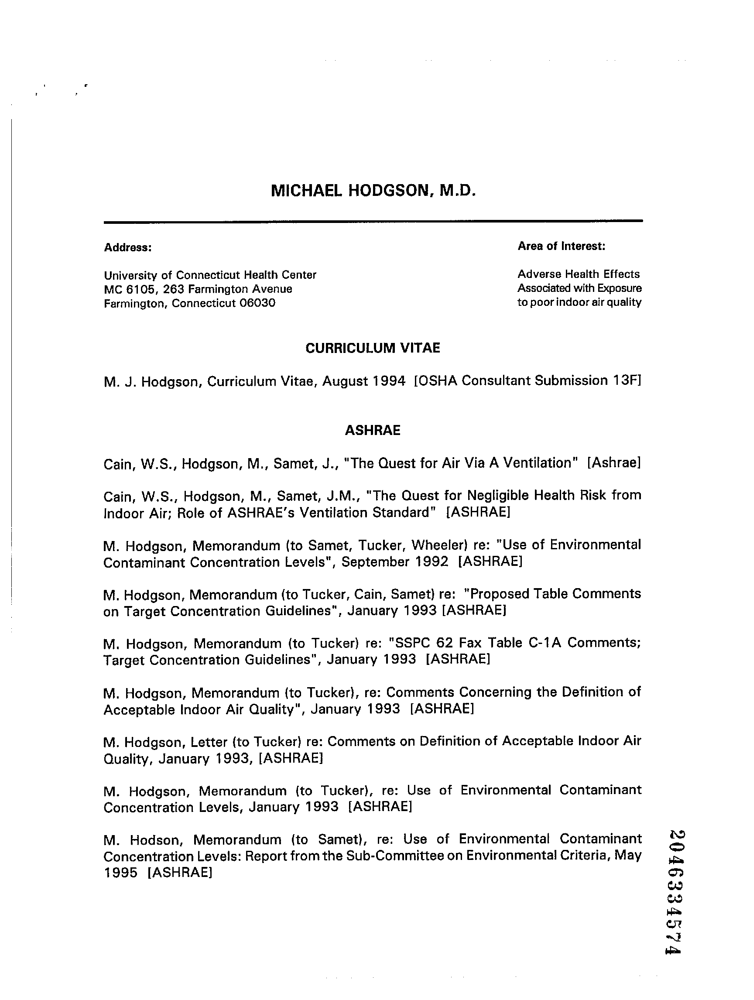 MICHAEL HODGSON, M.D.
Address:
University of Connecticut Health Center
MC 6105, 263 Farmington Avenue
Farmington, Connecticut 06030
Area of Interest:
Adverse Health Effects
Associated with Exposure
to poor indoor air quality
CURRICULUM VITAE
M. J. Hodgson, Curriculum Vitae, August 1994 [OSHA Consultant Submission 13F]
ASHRAE
Cain, W.S., Hodgson, M., Samet, J., "The Quest for Air Via A Ventilation" [Ashrae]
Cain, W.S., Hodgson, M., Samet, J.M., "The Quest for Negligible Health Risk from
Indoor Air; Role of ASHRAE's Ventilation Standard" [ASHRAE]
M. Hodgson, Memorandum (to Samet, Tucker, Wheeler) re: "Use of Environmental
Contaminant Concentration Levels", September 1992 [ASHRAE]
M. Hodgson, Memorandum (to Tucker, Cain, Samet) re: "Proposed Table Comments
on Target Concentration Guidelines", January 1993 [ASHRAE]
M. Hodgson, Memorandum (to Tucker) re: "SSPC 62 Fax Table C-1A Comments;
Target Concentration Guidelines", January 1993 [ASHRAE]
M. Hodgson, Memorandum (to Tucker), re: Comments Concerning the Definition of
Acceptable Indoor Air Quality", January 1993 [ASHRAE]
M. Hodgson, Letter (to Tucker) re: Comments on Definition of Acceptable Indoor Air
Quality, January 1993, [ASHRAE]
M. Hodgson, Memorandum (to Tucker), re: Use of Environmental Contaminant
Concentration Levels, January 1993 [ASHRAE]
M. Hodson, Memorandum (to Samet), re: Use of Environmental Contaminant
Concentration Levels: Report from the Sub-Committee on Environmental Criteria, May
1995 [ASHRAE]
2046334574